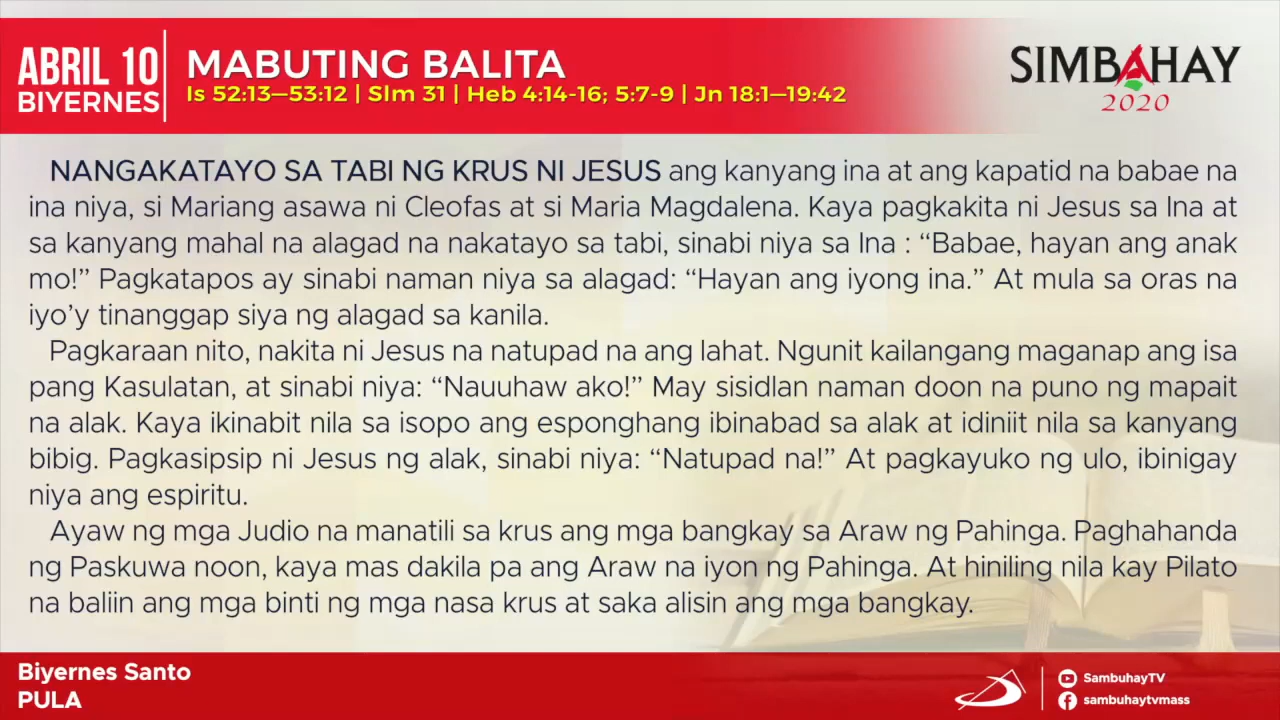 ABRIL 10
BIYERNES
MABUTING BALITA
Is 52:13—53:12 | Slm 31 | Heb 4:14-16; 5:7-9 | Jn 18:1—19:42
SIMBAHAY
2020
NANGAKATAYO SA TABI NG KRUS NI JESUS ang kanyang ina at ang kapatid na babae na
ina niya, si Mariang asawa ni Cleofas at si Maria Magdalena. Kaya pagkakita ni Jesus sa Ina at
sa kanyang mahal na alagad na nakatayo sa tabi, sinabi niya sa Ina : “Babae, hayan ang anak
mo!” Pagkatapos ay sinabi naman niya sa alagad: “Hayan ang iyong ina.” At mula sa oras na
iyo’y tinanggap siya ng alagad sa kanila.
Pagkaraan nito, nakita ni Jesus na natupad na ang lahat. Ngunit kailangang maganap ang isa
pang Kasulatan, at sinabi niya: “Nauuhaw ako!” May sisidlan naman doon na puno ng mapait
na alak. Kaya ikinabit nila sa isopo ang esponghang ibinabad sa alak at idiniit nila sa kanyang
bibig. Pagkasipsip ni Jesus ng alak, sinabi niya: “Natupad na!” At pagkayuko ng ulo, ibinigay
niya ang espiritu.
Ayaw ng mga Judio na manatili sa krus ang mga bangkay sa Araw ng Pahinga. Paghahanda
ng Paskuwa noon, kaya mas dakila pa ang Araw na iyon ng Pahinga. At hiniling nila kay Pilato
na baliin ang mga binti ng mga nasa krus at saka alisin ang mga bangkay.
Biyernes Santo
PULA
SambuhayTV
sambuhaytvmass